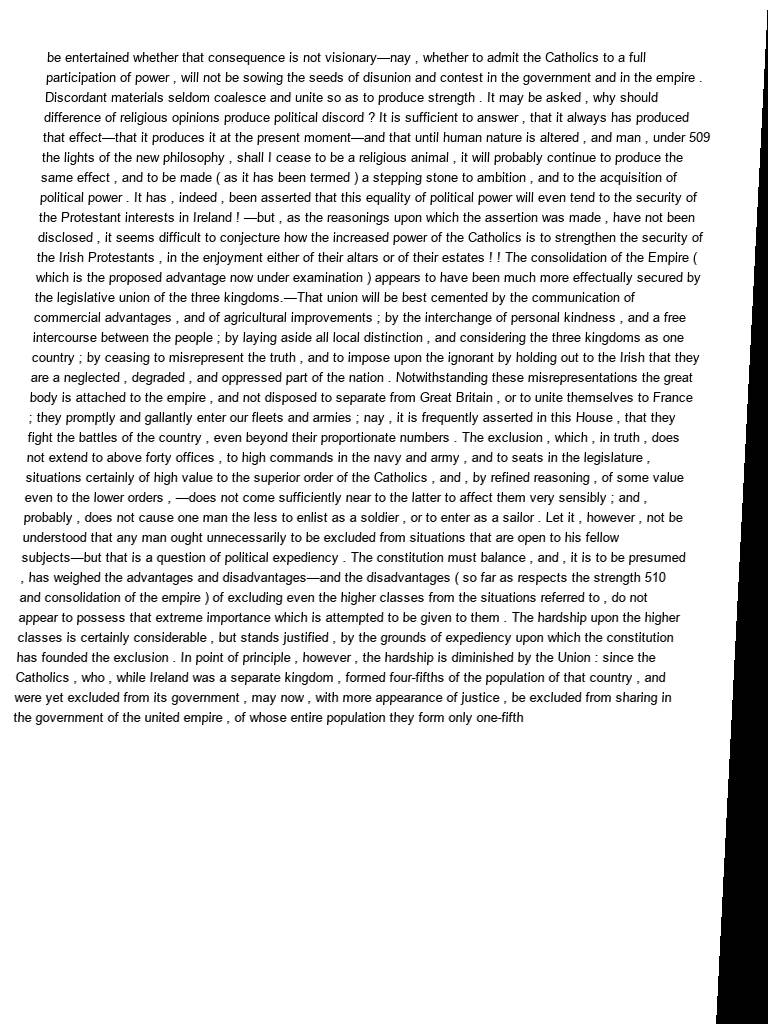 be entertained whether that consequence is not visionary—nay , whether to admit the Catholics to a full
participation of power , will not be sowing the seeds of disunion and contest in the government and in the empire .
Discordant materials seldom coalesce and unite so as to produce strength . It may be asked , why should
difference of religious opinions produce political discord ? It is sufficient to answer , that it always has produced
that effect—that it produces it at the present moment—and that until human nature is altered , and man , under 509
the lights of the new philosophy , shall I cease to be a religious animal , it will probably continue to produce the
same effect , and to be made ( as it has been termed ) a stepping stone to ambition , and to the acquisition of
political power . It has , indeed , been asserted that this equality of political power will even tend to the security of
the Protestant interests in Ireland ! —but , as the reasonings upon which the assertion was made , have not been
disclosed , it seems difficult to conjecture how the increased power of the Catholics is to strengthen the security of
the Irish Protestants , in the enjoyment either of their altars or of their estates ! ! The consolidation of the Empire (
which is the proposed advantage now under examination ) appears to have been much more effectually secured by
the legislative union of the three kingdoms.—That union will be best cemented by the communication of
commercial advantages , and of agricultural improvements ; by the interchange of personal kindness , and a free
intercourse between the people ; by laying aside all local distinction , and considering the three kingdoms as one
country ; by ceasing to misrepresent the truth , and to impose upon the ignorant by holding out to the Irish that they
are a neglected , degraded , and oppressed part of the nation . Notwithstanding these misrepresentations the great
body is attached to the empire , and not disposed to separate from Great Britain , or to unite themselves to France
; they promptly and gallantly enter our fleets and armies ; nay , it is frequently asserted in this House , that they
fight the battles of the country , even beyond their proportionate numbers . The exclusion , which , in truth , does
not extend to above forty offices , to high commands in the navy and army , and to seats in the legislature ,
situations certainly of high value to the superior order of the Catholics , and , by refined reasoning , of some value
even to the lower orders , —does not come sufficiently near to the latter to affect them very sensibly ; and ,
probably , does not cause one man the less to enlist as a soldier , or to enter as a sailor . Let it , however , not be
understood that any man ought unnecessarily to be excluded from situations that are open to his fellow
subjects—but that is a question of political expediency . The constitution must balance , and , it is to be presumed
, has weighed the advantages and disadvantages—and the disadvantages ( so far as respects the strength 510
and consolidation of the empire ) of excluding even the higher classes from the situations referred to , do not
appear to possess that extreme importance which is attempted to be given to them . The hardship upon the higher
classes is certainly considerable , but stands justified , by the grounds of expediency upon which the constitution
has founded the exclusion . In point of principle , however , the hardship is diminished by the Union : since the
Catholics , who , while Ireland was a separate kingdom , formed four-fifths of the population of that country , and
were yet excluded from its government , may now , with more appearance of justice , be excluded from sharing in
the government of the united empire , of whose entire population they form only one-fifth